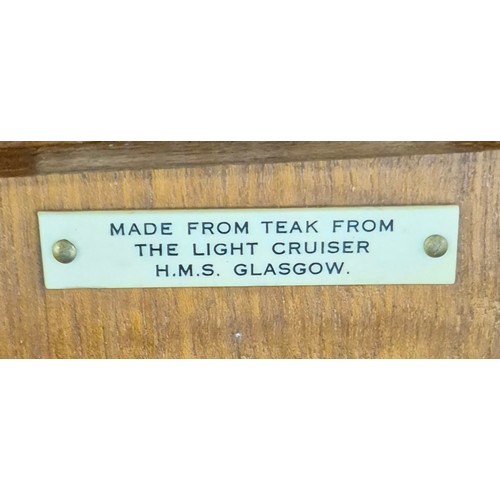 MADE FROM TEAK FROM
THE LIGHT CRUISER
H.M.S. GLASGOW.